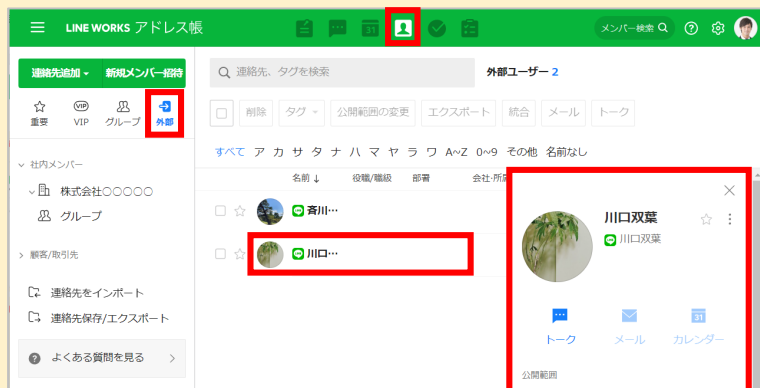 LINE WORKS アドレス帳
31
メンバー検索
?
連絡先追加 新規メンバー招待
連絡先、タグを検索
外部ユーザー 2
VIP
重要 VIP グループ 外部
削除 タグ 公開範囲の変更 エクスポート 統合 メール トーク
すべて ア カ サ タ ナ ハ マ ヤ ラ ワ A~Z 0~9 その他 名前なし
社内メンバー
名前 ↓ 役職/職級 部署 会社·所属
株式会社〇〇〇〇〇
グループ
斉川…
川口…
顧客/取引先
連絡先をインポート
連絡先保存/エクスポート
? よくある質問を見る
川口双葉
川口双葉
31
トーク メール カレンダー
公開範囲